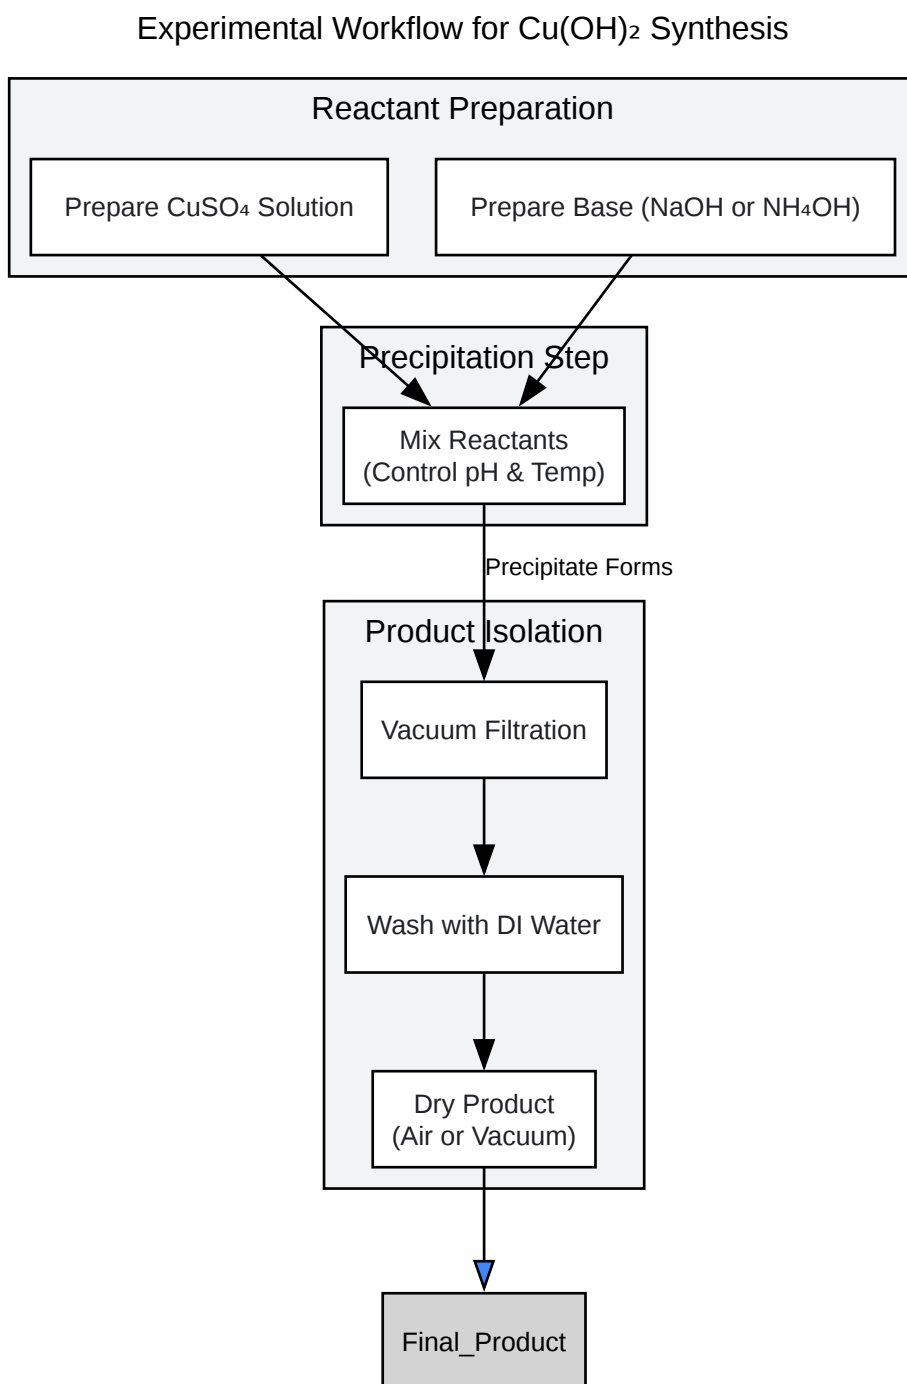 Experimental Workflow for Cu(OH)₂ Synthesis
Reactant Preparation
Prepare CuSO₄ Solution
Prepare Base (NaOH or NH₄OH)
Precipitation Step
Mix Reactants
(Control pH & Temp)
Precipitate Forms
Product Isolation
Vacuum Filtration
Wash with DI Water
Dry Product
(Air or Vacuum)
Final_Product